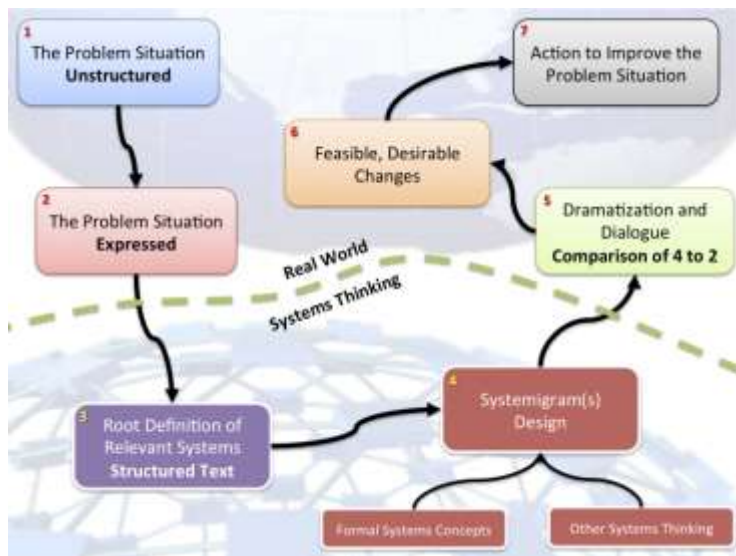 1
The Problem Situation
Unstructured
2
The Problem Situation
Expressed
3
Root Definition of
Relevant Systems
Structured Text
4
Systemigram(s)
Design
Formal Systems Concepts
Other Systems Thinking
5
Dramatization and
Dialogue
Comparison of 4 to 2
6
Feasible, Desirable
Changes
7
Action to Improve the
Problem Situation
Real World
Systems Thinking